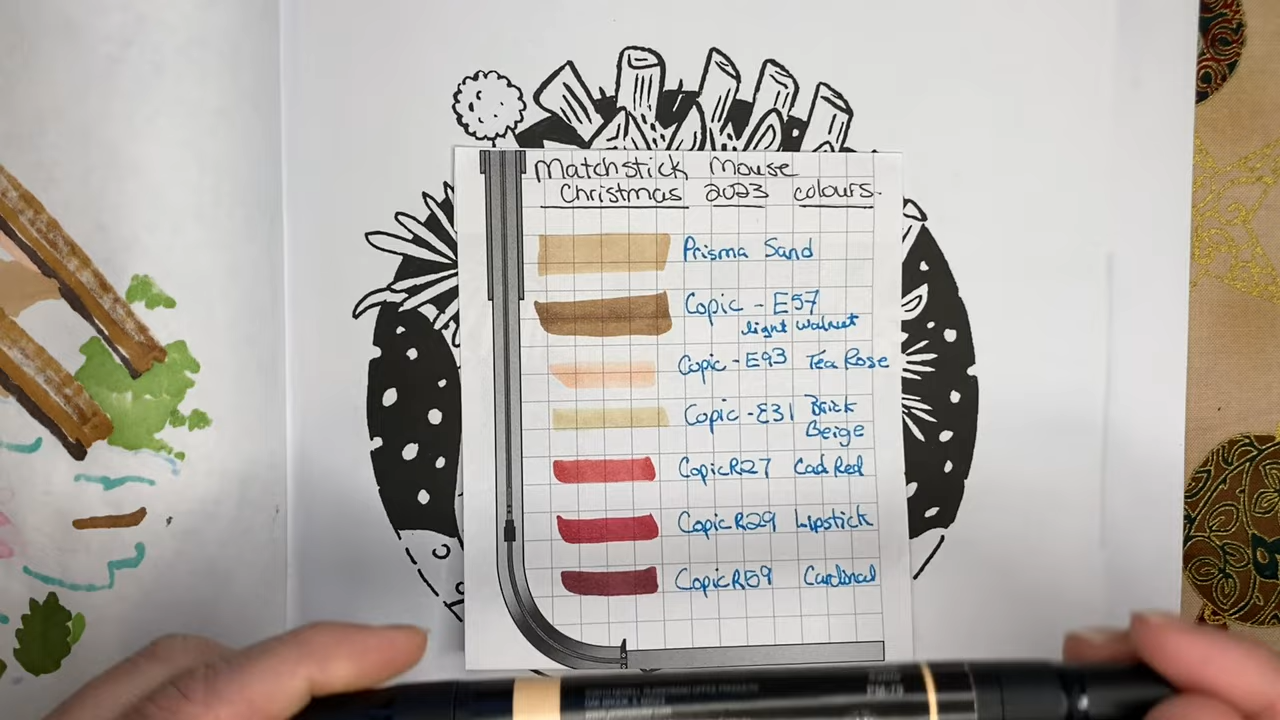 Matchstick Mouse
Christmas 2023 colours.
Prisma Sand
Copic - E57
light walnut
Copic - E93 Tea Rose
Copic - E31 Brick
Beige
Copic R27 Cad Red
Copic R29 Lipstick
Copic R59 Cardinal